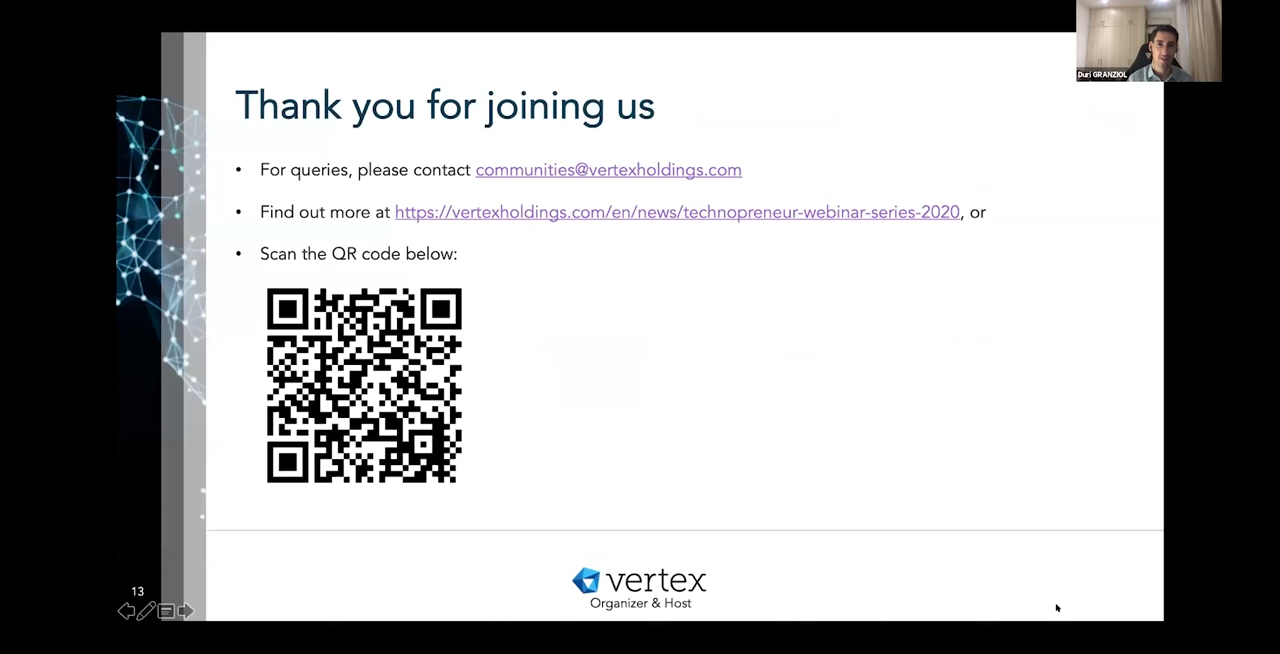 Duri GRANZIOL
Thank you for joining us
• For queries, please contact communities@vertexholdings.com
• Find out more at https://vertexholdings.com/en/news/technopreneur-webinar-series-2020, or
• Scan the QR code below:
vertex
Organizer & Host
13